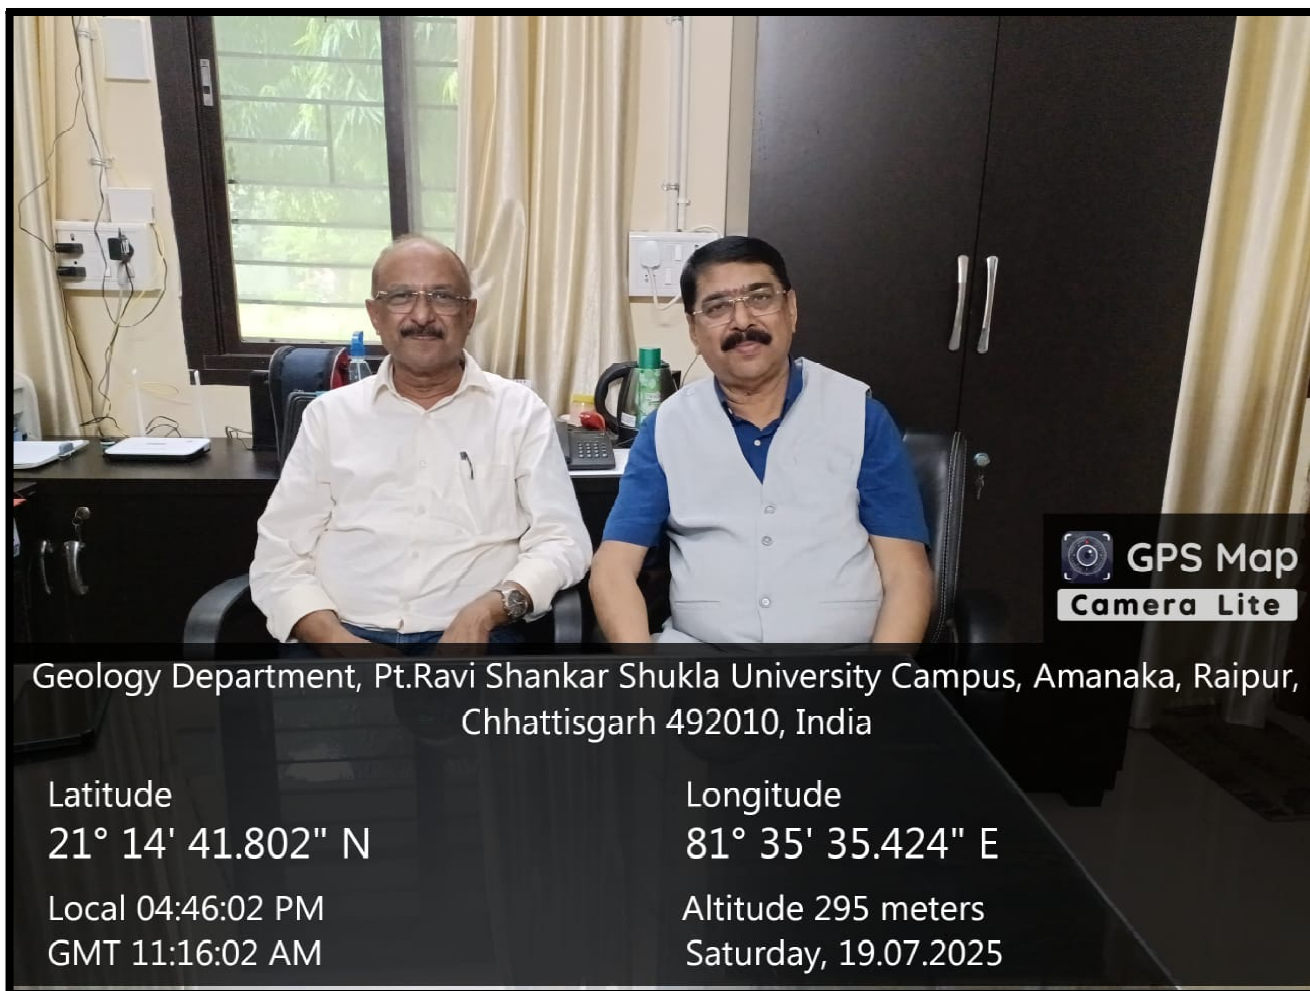 GPS Map
Camera Lite
Geology Department, Pt.Ravi Shankar Shukla University Campus, Amanaka, Raipur,
Chhattisgarh 492010, India
Latitude
21° 14' 41.802" N
Longitude
81° 35' 35.424" E
Local 04:46:02 PM
GMT 11:16:02 AM
Altitude 295 meters
Saturday, 19.07.2025